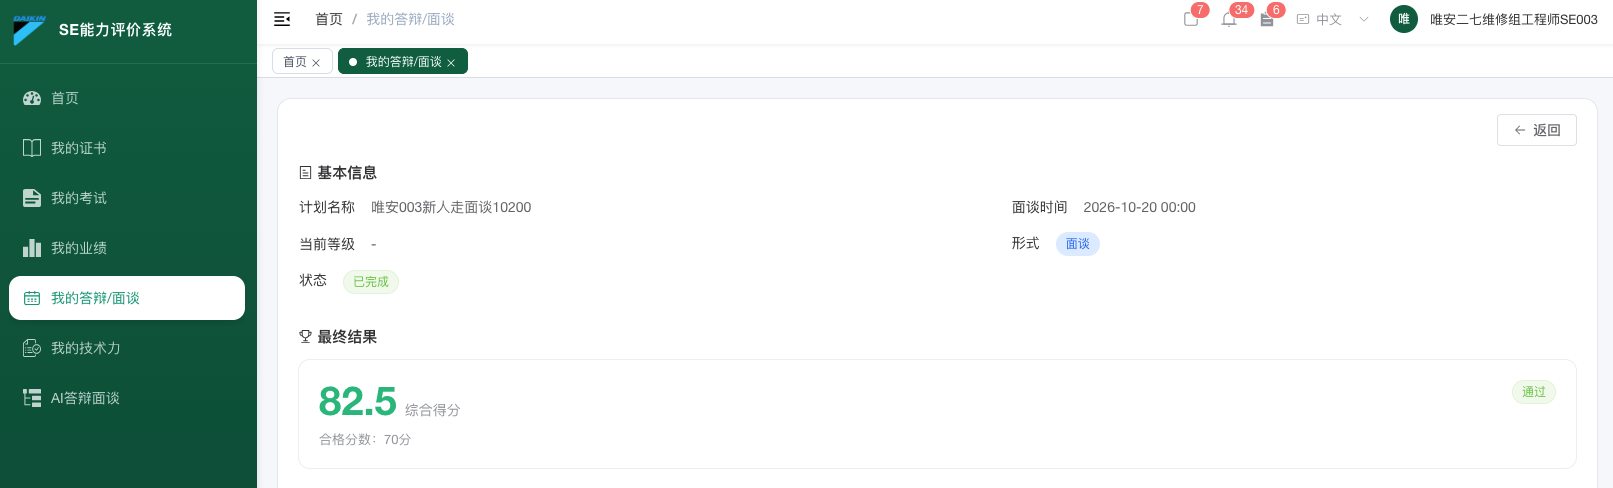 DAIKIN
SE能力评价系统
首页
我的证书
我的考试
我的业绩
我的答辩/面谈
我的技术力
AI答辩面谈
首页 / 我的答辩/面谈
7
34
6
中文
唯
唯安二七维修组工程师SE003
首页
我的答辩/面谈
返回
基本信息
计划名称 唯安003新人走面谈10200
面谈时间 2026-10-20 00:00
当前等级 -
形式 面谈
状态 已完成
最终结果
82.5 综合得分
通过
合格分数：70分